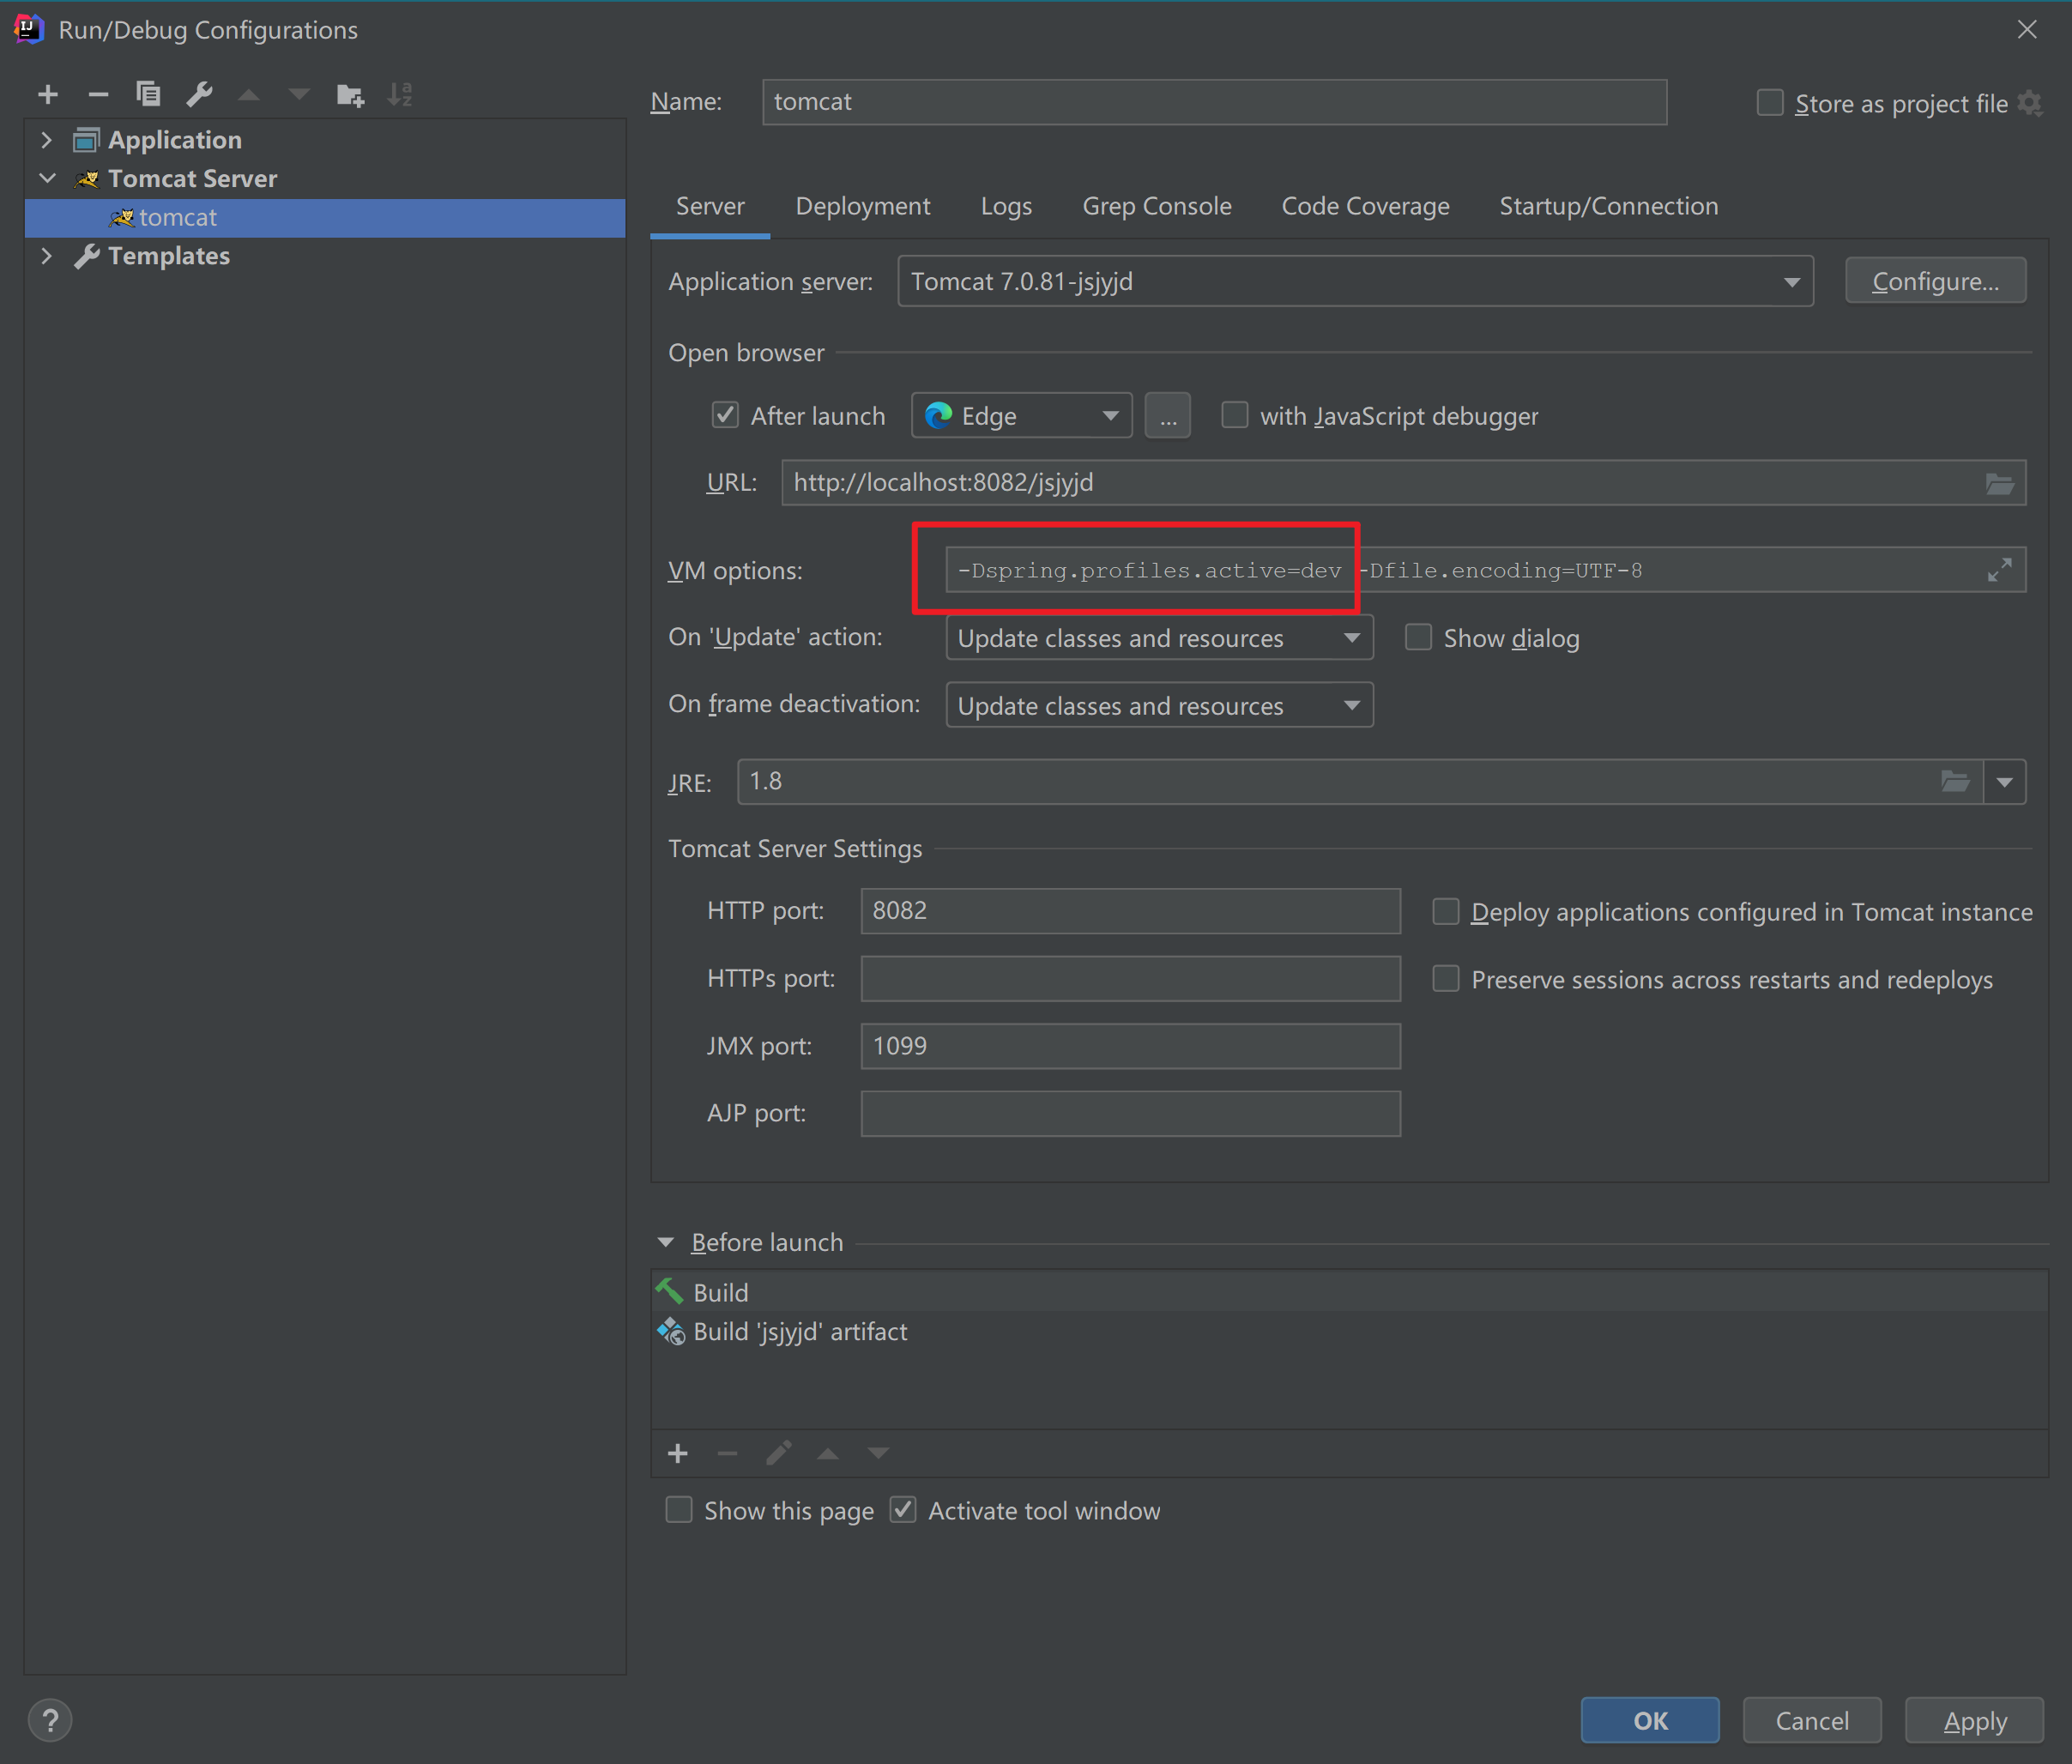 Run/Debug Configurations
Name: tomcat
Store as project file
Application
Tomcat Server
tomcat
Templates
Server Deployment Logs Grep Console Code Coverage Startup/Connection
Application server: Tomcat 7.0.81-jsjyjd Configure...
Open browser
After launch Edge ... with JavaScript debugger
URL: http://localhost:8082/jsjyjd
VM options: -Dspring.profiles.active=dev -Dfile.encoding=UTF-8
On 'Update' action: Update classes and resources Show dialog
On frame deactivation: Update classes and resources
JRE: 1.8
Tomcat Server Settings
HTTP port: 8082 Deploy applications configured in Tomcat instance
HTTPs port: Preserve sessions across restarts and redeploys
JMX port: 1099
AJP port:
Before launch
Build
Build 'jsjyjd' artifact
Show this page Activate tool window
? OK Cancel Apply